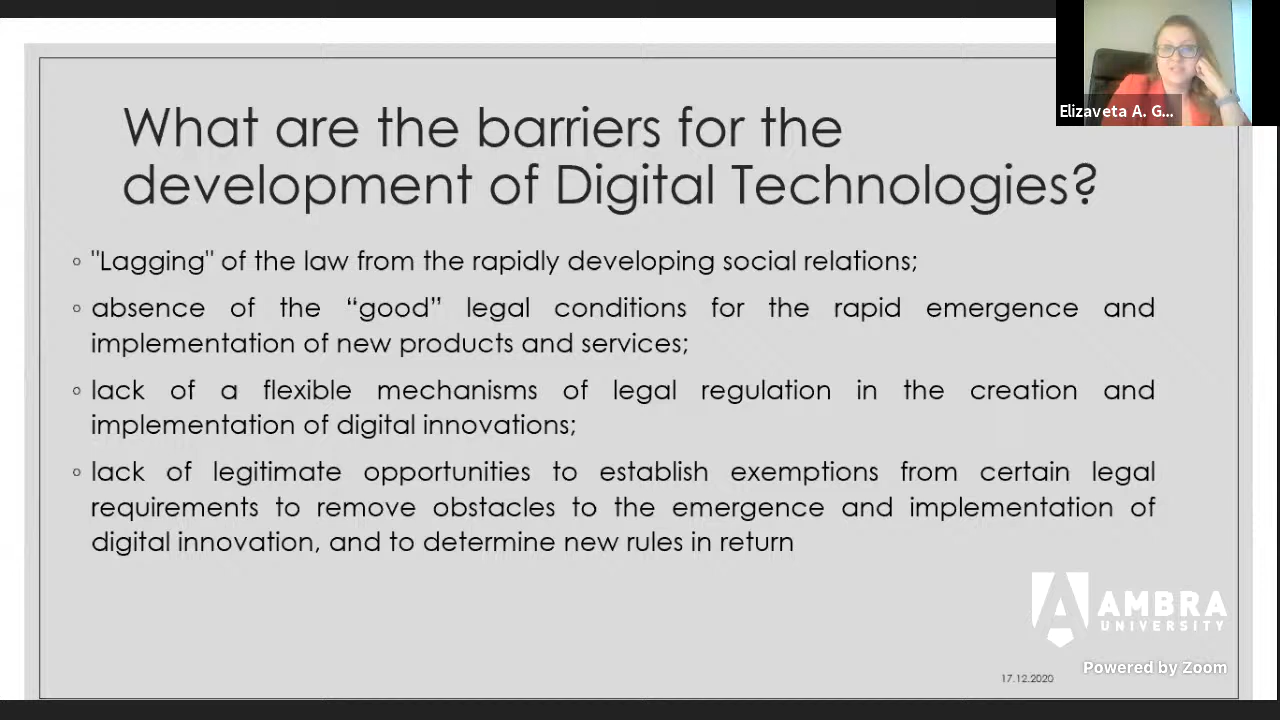 Elizaveta A. G...
What are the barriers for the
development of Digital Technologies?
◦ "Lagging" of the law from the rapidly developing social relations;
◦ absence of the “good” legal conditions for the rapid emergence and
implementation of new products and services;
◦ lack of a flexible mechanisms of legal regulation in the creation and
implementation of digital innovations;
◦ lack of legitimate opportunities to establish exemptions from certain legal
requirements to remove obstacles to the emergence and implementation of
digital innovation, and to determine new rules in return
AMBRA
UNIVERSITY
Powered by Zoom
17.12.2020